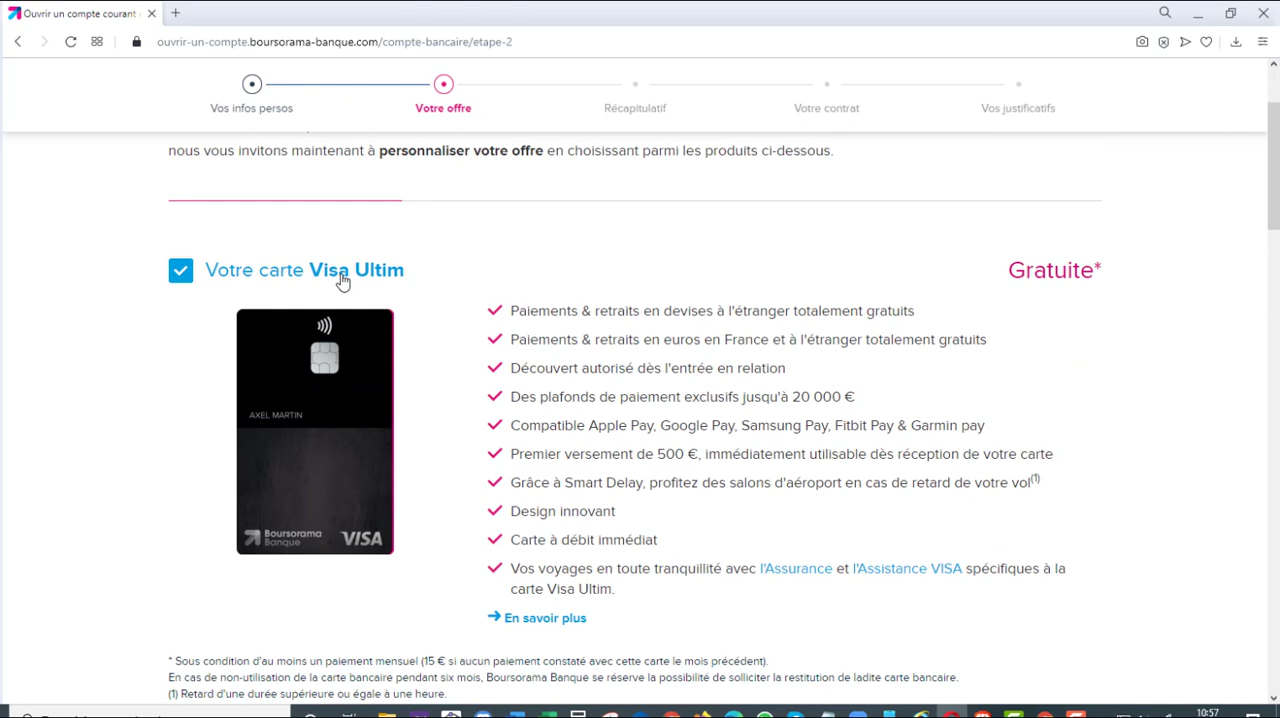 Ouvrir un compte courant
ouvrir-un-compte.boursorama-banque.com/compte-bancaire/etape-2
Vos infos persos
Votre offre
Récapitulatif
Votre contrat
Vos justificatifs
nous vous invitons maintenant à personnaliser votre offre en choisissant parmi les produits ci-dessous.
Votre carte Visa Ultim
Gratuite*
AXEL MARTIN
Boursorama
Banque
VISA
Paiements & retraits en devises à l'étranger totalement gratuits
Paiements & retraits en euros en France et à l'étranger totalement gratuits
Découvert autorisé dès l'entrée en relation
Des plafonds de paiement exclusifs jusqu'à 20 000 €
Compatible Apple Pay, Google Pay, Samsung Pay, Fitbit Pay & Garmin pay
Premier versement de 500 €, immédiatement utilisable dès réception de votre carte
Grâce à Smart Delay, profitez des salons d'aéroport en cas de retard de votre vol(1)
Design innovant
Carte à débit immédiat
Vos voyages en toute tranquillité avec l'Assurance et l'Assistance VISA spécifiques à la
carte Visa Ultim.
En savoir plus
* Sous condition d'au moins un paiement mensuel (15 € si aucun paiement constaté avec cette carte le mois précédent).
En cas de non-utilisation de la carte bancaire pendant six mois, Boursorama Banque se réserve la possibilité de solliciter la restitution de ladite carte bancaire.
(1) Retard d'une durée supérieure ou égale à une heure.
10:57